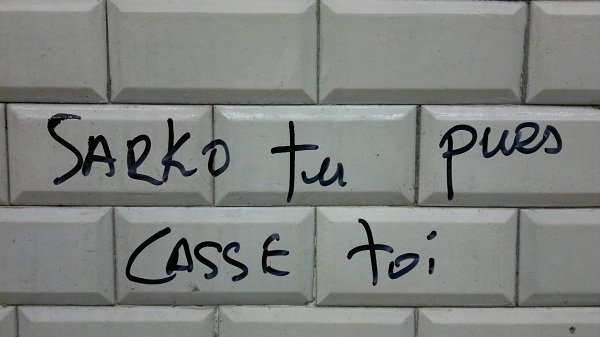 SARKO tu pues
CASSE toi